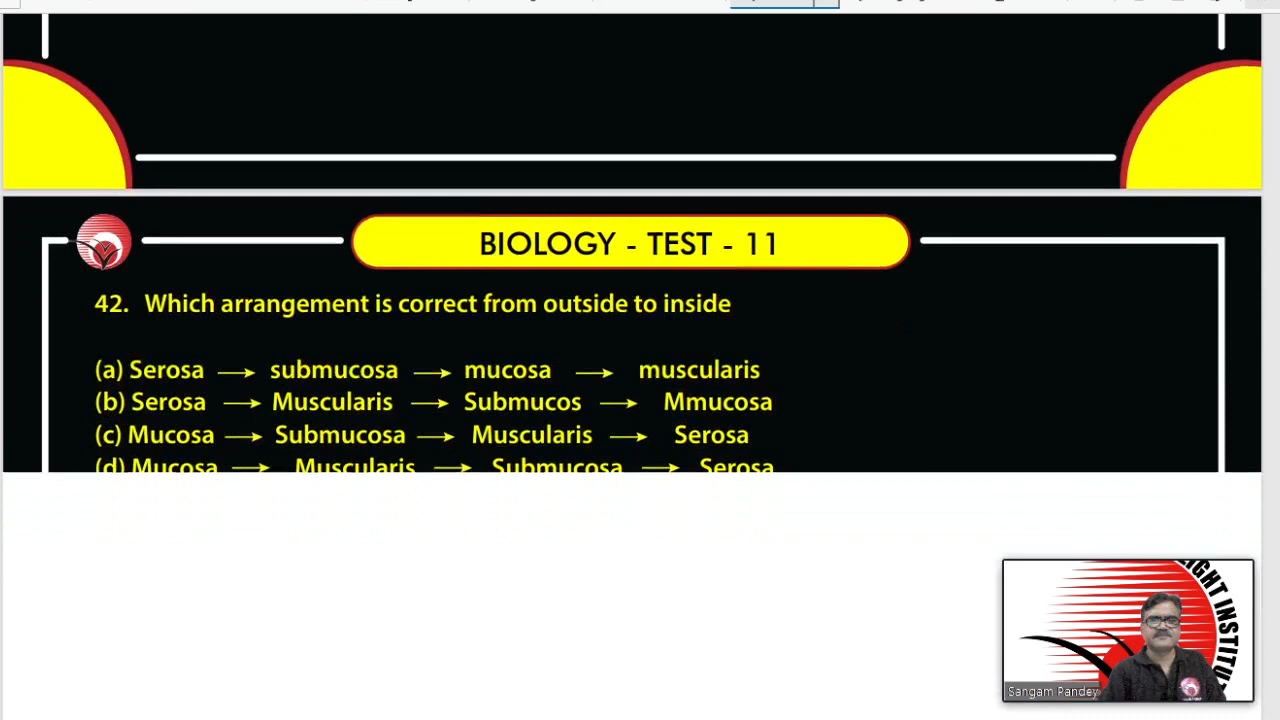 BIOLOGY - TEST - 11
42. Which arrangement is correct from outside to inside
(a) Serosa → submucosa → mucosa → muscularis
(b) Serosa → Muscularis → Submucos → Mmucosa
(c) Mucosa → Submucosa → Muscularis → Serosa
(d) Mucosa → Muscularis → Submucosa → Serosa
Sangam Pandey